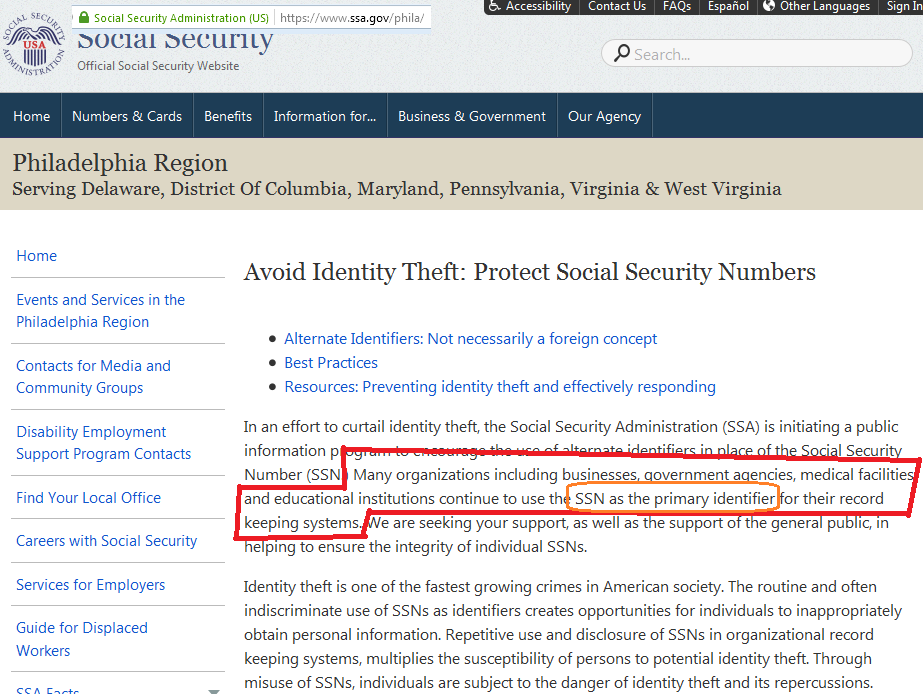 Accessibility Contact Us FAQs Español Other Languages Sign In
Social Security Administration (US) https://www.ssa.gov/phila/
SOCIAL SECURITY
USA
ADMINISTRATION
Social Security
Official Social Security Website
Search...
Home Numbers & Cards Benefits Information for... Business & Government Our Agency
Philadelphia Region
Serving Delaware, District Of Columbia, Maryland, Pennsylvania, Virginia & West Virginia
Home
Events and Services in the
Philadelphia Region
Contacts for Media and
Community Groups
Disability Employment
Support Program Contacts
Find Your Local Office
Careers with Social Security
Services for Employers
Guide for Displaced
Workers
SSA Facts
Avoid Identity Theft: Protect Social Security Numbers
• Alternate Identifiers: Not necessarily a foreign concept
• Best Practices
• Resources: Preventing identity theft and effectively responding
In an effort to curtail identity theft, the Social Security Administration (SSA) is initiating a public
information program to encourage the use of alternate identifiers in place of the Social Security
Number (SSN). Many organizations including businesses, government agencies, medical facilities
and educational institutions continue to use the SSN as the primary identifier for their record
keeping systems. We are seeking your support, as well as the support of the general public, in
helping to ensure the integrity of individual SSNs.
Identity theft is one of the fastest growing crimes in American society. The routine and often
indiscriminate use of SSNs as identifiers creates opportunities for individuals to inappropriately
obtain personal information. Repetitive use and disclosure of SSNs in organizational record
keeping systems, multiplies the susceptibility of persons to potential identity theft. Through
misuse of SSNs, individuals are subject to the danger of identity theft and its repercussions.